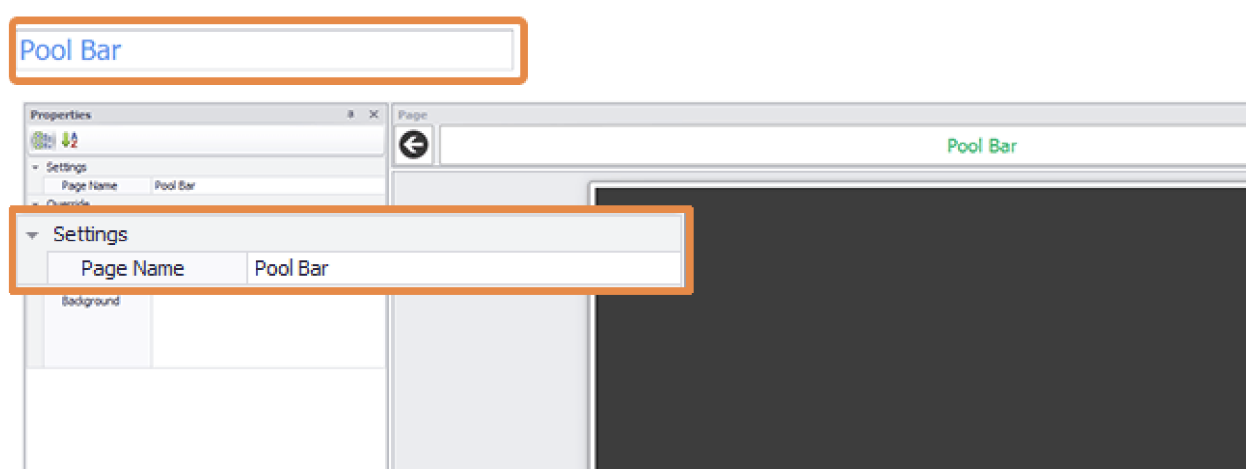 Pool Bar
Properties
Page
Pool Bar
Settings
Page Name Pool Bar
Override
Settings
Page Name Pool Bar
Background